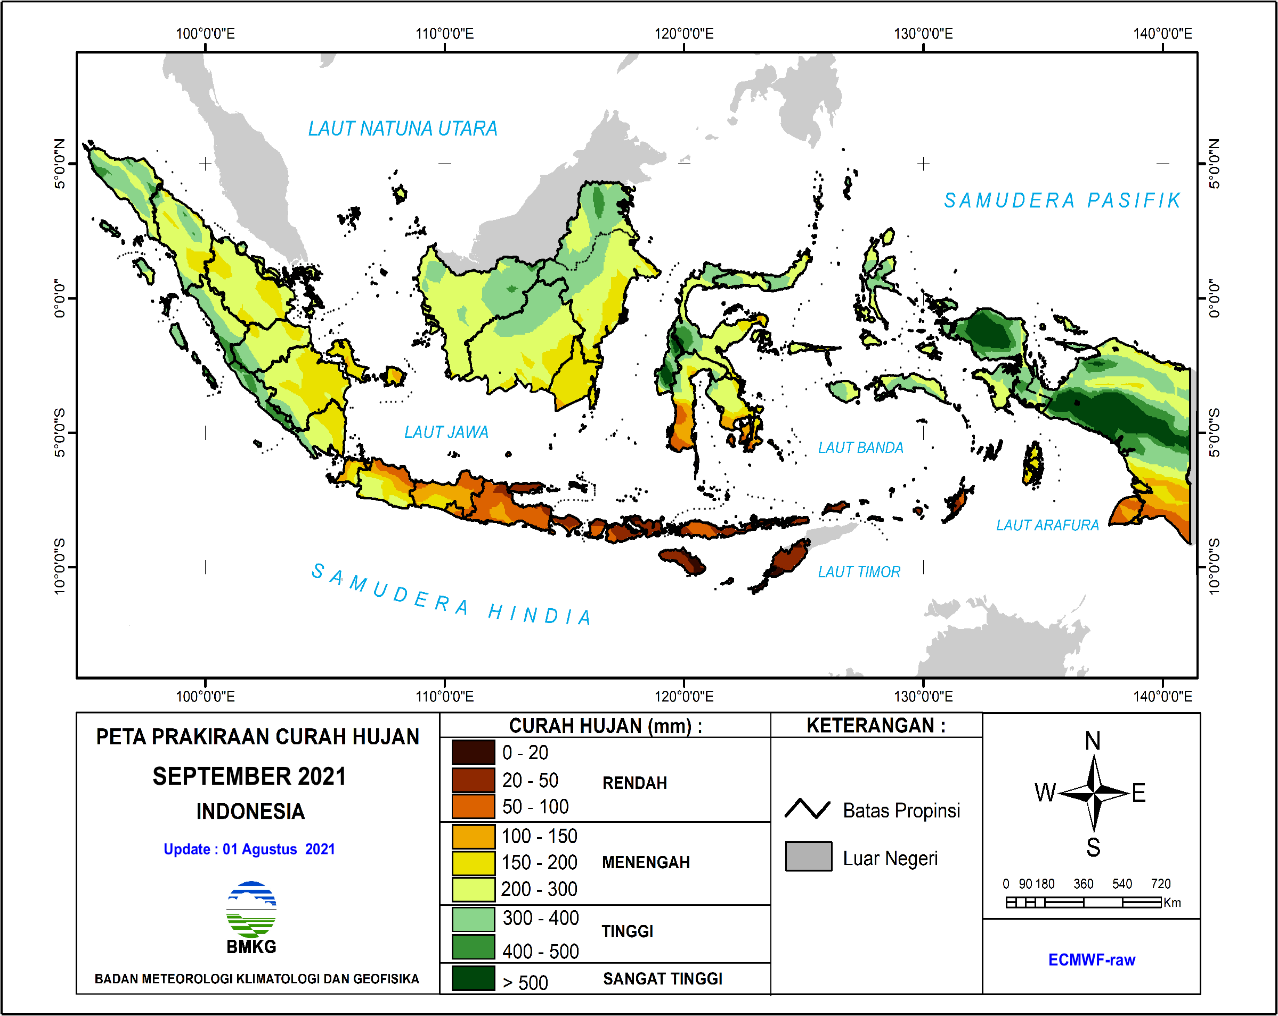 100°0'0"E 110°0'0"E 120°0'0"E 130°0'0"E 140°0'0"E
LAUT NATUNA UTARA
5°0'0"N 5°0'0"N
SAMUDERA PASIFIK
0°0'0" 0°0'0"
5°0'0"S 5°0'0"S
LAUT JAWA
LAUT BANDA
LAUT ARAFURA
10°0'0"S 10°0'0"S
LAUT TIMOR
SAMUDERA HINDIA
100°0'0"E 110°0'0"E 120°0'0"E 130°0'0"E 140°0'0"E
PETA PRAKIRAAN CURAH HUJAN
SEPTEMBER 2021
INDONESIA
Update : 01 Agustus 2021
BMKG
BADAN METEOROLOGI KLIMATOLOGI DAN GEOFISIKA
CURAH HUJAN (mm) :
0 - 20
20 - 50
RENDAH
50 - 100
100 - 150
150 - 200
MENENGAH
200 - 300
300 - 400
TINGGI
400 - 500
> 500
SANGAT TINGGI
KETERANGAN :
Batas Propinsi
Luar Negeri
N
W E
S
0 90 180 360 540 720
Km
ECMWF-raw